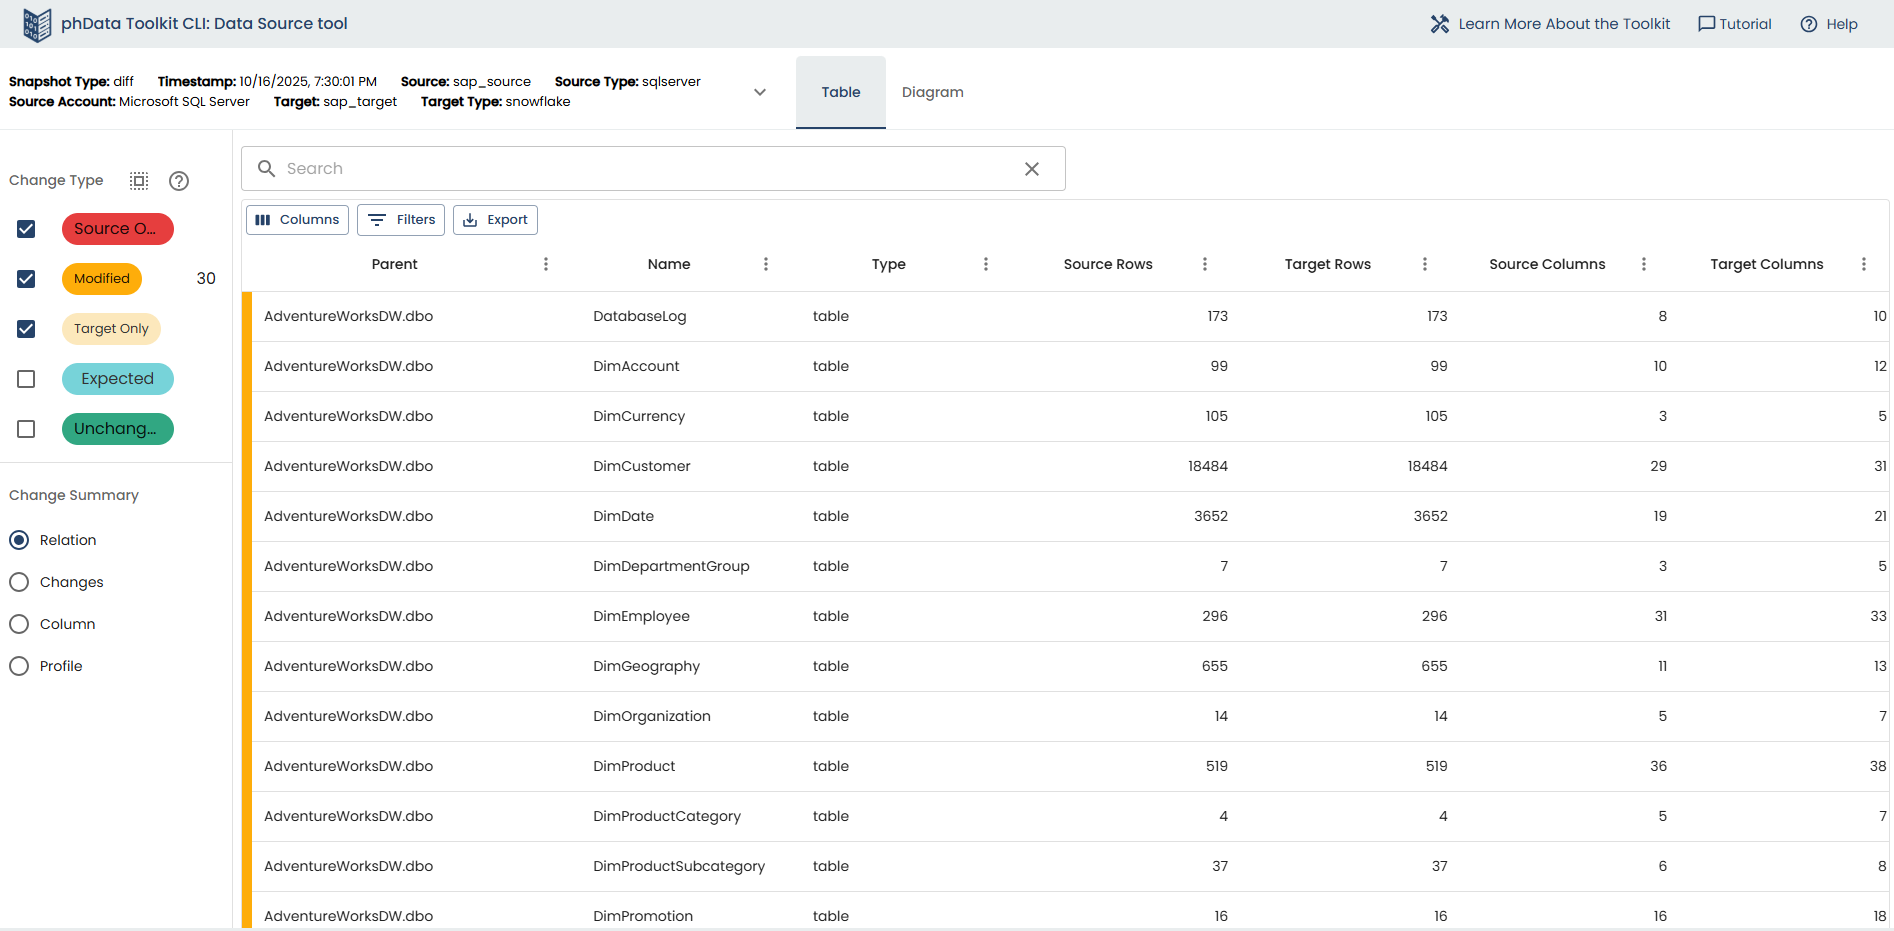 phData Toolkit CLI: Data Source tool
Learn More About the Toolkit
Tutorial
Help
Snapshot Type: diff Timestamp: 10/16/2025, 7:30:01 PM Source: sap_source Source Type: sqlserver
Source Account: Microsoft SQL Server Target: sap_target Target Type: snowflake
Table
Diagram
Change Type
Source O...
Modified 30
Target Only
Expected
Unchang...
Change Summary
Relation
Changes
Column
Profile
Search
Columns Filters Export
Parent Name Type Source Rows Target Rows Source Columns Target Columns
AdventureWorksDW.dbo DatabaseLog table 173 173 8 10
AdventureWorksDW.dbo DimAccount table 99 99 10 12
AdventureWorksDW.dbo DimCurrency table 105 105 3 5
AdventureWorksDW.dbo DimCustomer table 18484 18484 29 31
AdventureWorksDW.dbo DimDate table 3652 3652 19 21
AdventureWorksDW.dbo DimDepartmentGroup table 7 7 3 5
AdventureWorksDW.dbo DimEmployee table 296 296 31 33
AdventureWorksDW.dbo DimGeography table 655 655 11 13
AdventureWorksDW.dbo DimOrganization table 14 14 5 7
AdventureWorksDW.dbo DimProduct table 519 519 36 38
AdventureWorksDW.dbo DimProductCategory table 4 4 5 7
AdventureWorksDW.dbo DimProductSubcategory table 37 37 6 8
AdventureWorksDW.dbo DimPromotion table 16 16 16 18